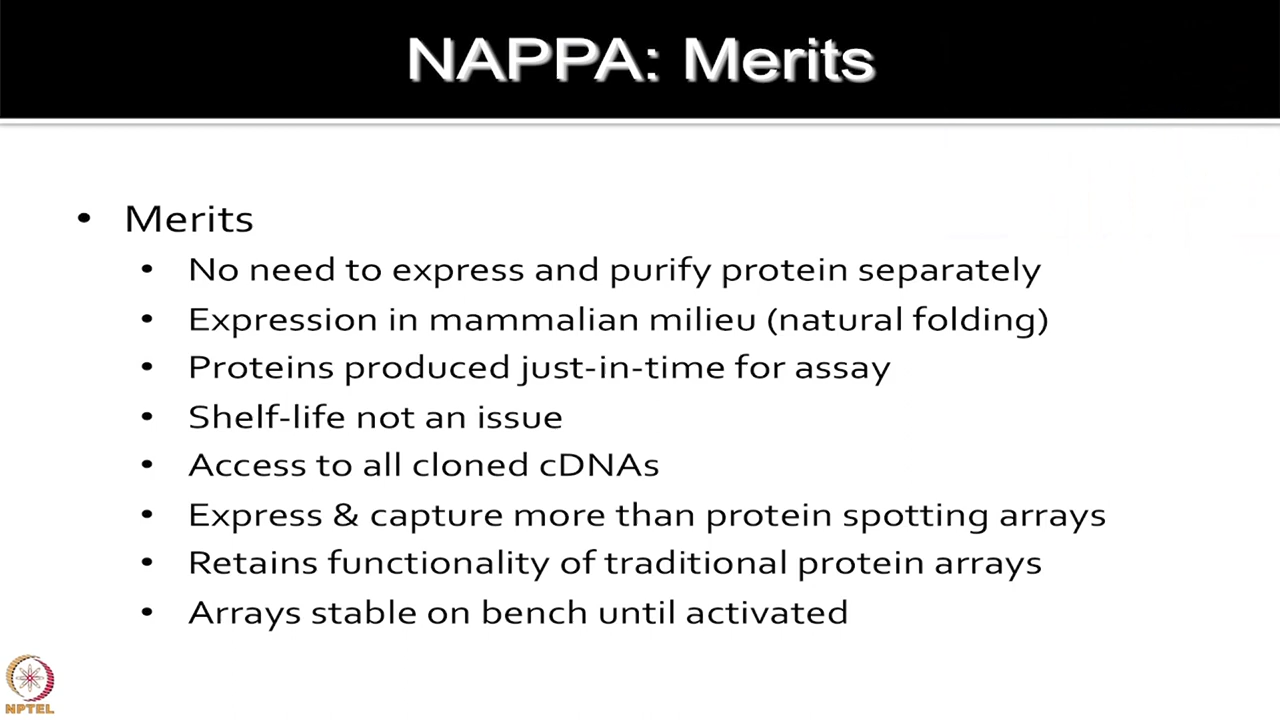 NAPPA: Merits
• Merits
• No need to express and purify protein separately
• Expression in mammalian milieu (natural folding)
• Proteins produced just-in-time for assay
• Shelf-life not an issue
• Access to all cloned cDNAs
• Express & capture more than protein spotting arrays
• Retains functionality of traditional protein arrays
• Arrays stable on bench until activated
NPTEL